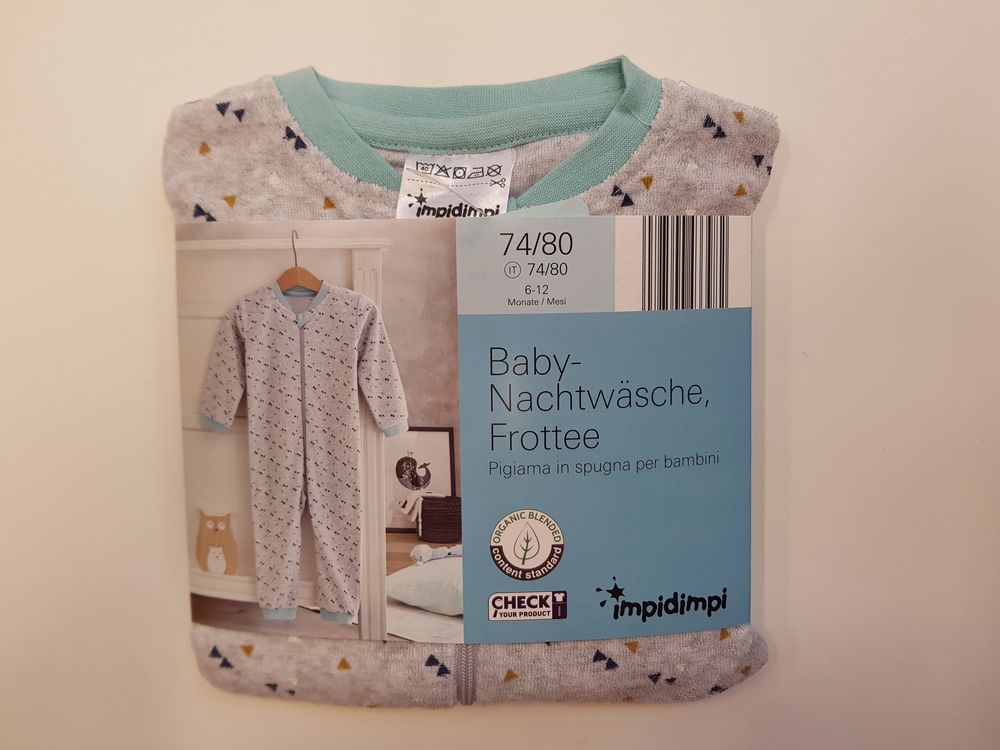 40
impidimpi
74/80
IT 74/80
6-12
Monate / Mesi
Baby-
Nachtwäsche,
Frottee
Pigiama in spugna per bambini
ORGANIC BLENDED
content standard
CHECK
YOUR PRODUCT
impidimpi